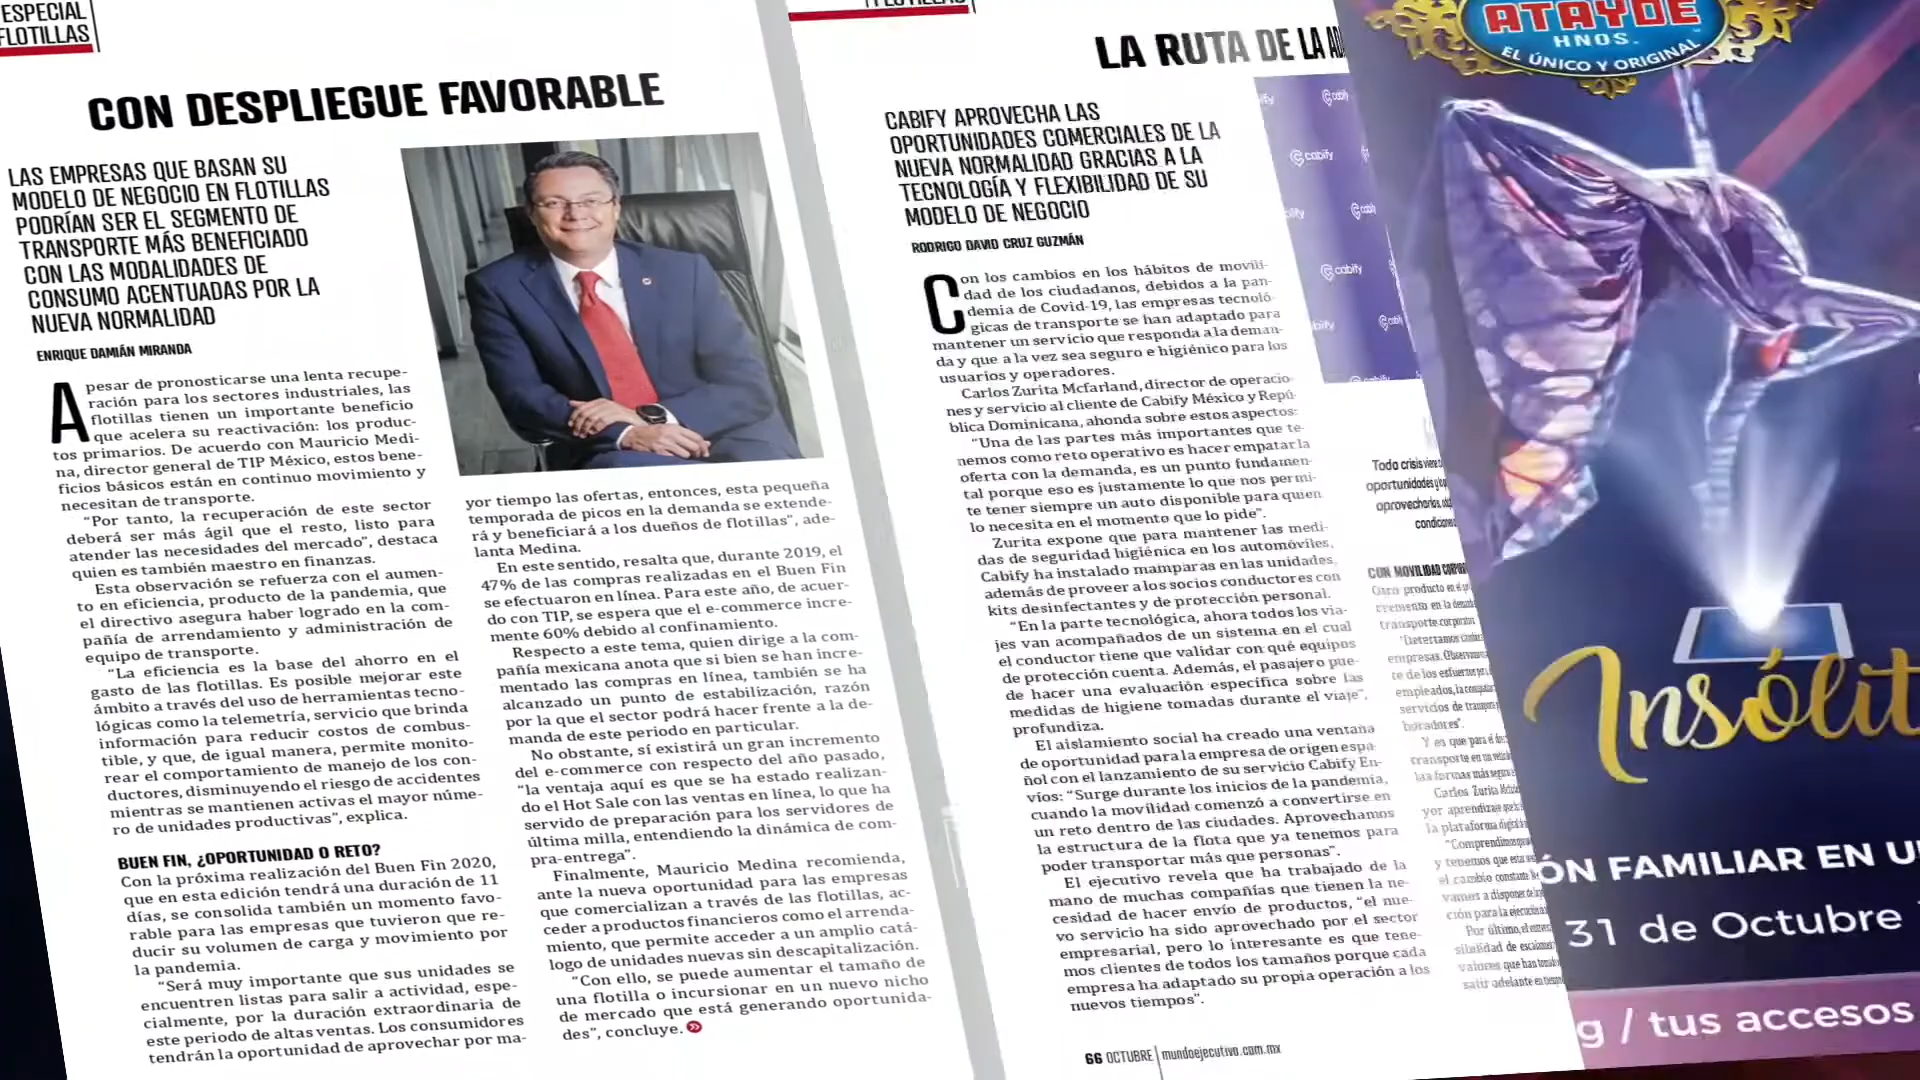 ESPECIAL
FLOTILLAS
CON DESPLIEGUE FAVORABLE
LAS EMPRESAS QUE BASAN SU
MODELO DE NEGOCIO EN FLOTILLAS
PODRÍAN SER EL SEGMENTO DE
TRANSPORTE MÁS BENEFICIADO
CON LAS MODALIDADES DE
CONSUMO ACENTUADAS POR LA
NUEVA NORMALIDAD
ENRIQUE DAMIÁN MIRANDA
A pesar de pronosticarse una lenta recupe-
ración para los sectores industriales, las
flotillas tienen un importante beneficio
que acelera su reactivación: los produc-
tos primarios. De acuerdo con Mauricio Medi-
na, director general de TIP México, estos bene-
ficios básicos están en continuo movimiento y
necesitan de transporte.
“Por tanto, la recuperación de este sector
deberá ser más ágil que el resto, listo para
atender las necesidades del mercado”, destaca
quien es también maestro en finanzas.
Esta observación se refuerza con el aumen-
to en eficiencia, producto de la pandemia, que
el directivo asegura haber logrado en la com-
pañía de arrendamiento y administración de
equipo de transporte.
“La eficiencia es la base del ahorro en el
gasto de las flotillas. Es posible mejorar este
ámbito a través del uso de herramientas tecno-
lógicas como la telemetría, servicio que brinda
información para reducir costos de combus-
tible, y que, de igual manera, permite monito-
rear el comportamiento de manejo de los con-
ductores, disminuyendo el riesgo de accidentes
mientras se mantienen activas el mayor núme-
ro de unidades productivas”, explica.
BUEN FIN, ¿OPORTUNIDAD O RETO?
Con la próxima realización del Buen Fin 2020,
que en esta edición tendrá una duración de 11
días, se consolida también un momento favo-
rable para las empresas que tuvieron que re-
ducir su volumen de carga y movimiento por
la pandemia.
“Será muy importante que sus unidades se
encuentren listas para salir a actividad, espe-
cialmente, por la duración extraordinaria de
este periodo de altas ventas. Los consumidores
tendrán la oportunidad de aprovechar por ma-
yor tiempo las ofertas, entonces, esta pequeña
temporada de picos en la demanda se extende-
rá y beneficiará a los dueños de flotillas”, ade-
lanta Medina.
En este sentido, resalta que, durante 2019, el
47% de las compras realizadas en el Buen Fin
se efectuaron en línea. Para este año, de acuer-
do con TIP, se espera que el e-commerce incre-
mente 60% debido al confinamiento.
Respecto a este tema, quien dirige a la com-
pañía mexicana anota que si bien se han incre-
mentado las compras en línea, también se ha
alcanzado un punto de estabilización, razón
por la que el sector podrá hacer frente a la de-
manda de este periodo en particular.
No obstante, sí existirá un gran incremento
del e-commerce con respecto del año pasado,
“la ventaja aquí es que se ha estado realizan-
do el Hot Sale con las ventas en línea, lo que ha
servido de preparación para los servidores de
última milla, entendiendo la dinámica de com-
pra-entrega”.
Finalmente, Mauricio Medina recomienda,
ante la nueva oportunidad para las empresas
que comercializan a través de las flotillas, ac-
ceder a productos financieros como el arrenda-
miento, que permite acceder a un amplio catá-
logo de unidades nuevas sin descapitalización.
“Con ello, se puede aumentar el tamaño de
una flotilla o incursionar en un nuevo nicho
de mercado que está generando oportunida-
des”, concluye.
LA RUTA DE LA
CABIFY APROVECHA LAS
OPORTUNIDADES COMERCIALES DE LA
NUEVA NORMALIDAD GRACIAS A LA
TECNOLOGÍA Y FLEXIBILIDAD DE SU
MODELO DE NEGOCIO
RODRIGO DAVID CRUZ GUZMÁN
Con los cambios en los hábitos de movili-
dad de los ciudadanos, debidos a la pan-
demia de Covid-19, las empresas tecnoló-
gicas de transporte se han adaptado para
mantener un servicio que responda a la deman-
da y que a la vez sea seguro e higiénico para los
usuarios y operadores.
Carlos Zurita Mcfarland, director de operacio-
nes y servicio al cliente de Cabify México y Repú-
blica Dominicana, ahonda sobre estos aspectos:
“Una de las partes más importantes que te-
nemos como reto operativo es hacer empatar la
oferta con la demanda, es un punto fundamen-
tal porque eso es justamente lo que nos permi-
te tener siempre un auto disponible para quien
lo necesita en el momento que lo pide”.
Zurita expone que para mantener las medi-
das de seguridad higiénica en los automóviles,
Cabify ha instalado mamparas en las unidades,
además de proveer a los socios conductores con
kits desinfectantes y de protección personal.
“En la parte tecnológica, ahora todos los via-
jes van acompañados de un sistema en el cual
el conductor tiene que validar con qué equipos
de protección cuenta. Además, el pasajero pue-
de hacer una evaluación específica sobre las
medidas de higiene tomadas durante el viaje”,
profundiza.
El aislamiento social ha creado una ventana
de oportunidad para la empresa de origen espa-
ñol con el lanzamiento de su servicio Cabify En-
víos: “Surge durante los inicios de la pandemia,
cuando la movilidad comenzó a convertirse en
un reto dentro de las ciudades. Aprovechamos
la estructura de la flota que ya tenemos para
poder transportar más que personas”.
El ejecutivo revela que ha trabajado de la
mano de muchas compañías que tienen la ne-
cesidad de hacer envío de productos, “el nue-
vo servicio ha sido aprovechado por el sector
empresarial, pero lo interesante es que tene-
mos clientes de todos los tamaños porque cada
empresa ha adaptado su propia operación a los
nuevos tiempos”.
66 OCTUBRE mundoejecutivo.com.mx
cabify
cabify
cabify
cabify
Toda crisis
oportunidades
CON MOVILIDAD
Otro producto en el
transporte
empresas.
servicios de
Carlos Zurita
la plataforma
y tenemos que
ATAYDE
HNOS.
EL ÚNICO Y ORIGINAL
Insólit
ÓN FAMILIAR EN U
31 de Octubre
g / tus accesos